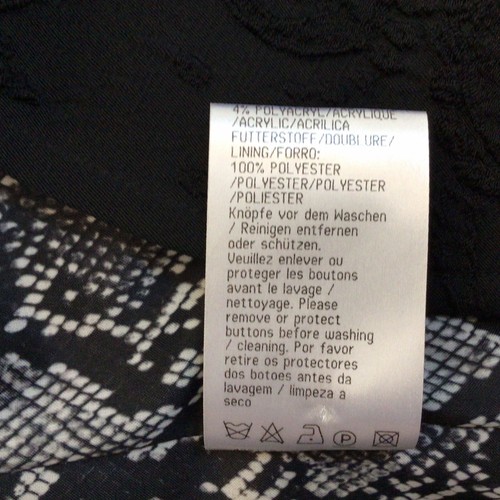 4% POLYACRYL/ACRYLIQUE
/ACRYLIC/ACRILICA
FUTTERSTOFF/DOUBLURE/
LINING/FORRO:
100% POLYESTER
/POLYESTER/POLYESTER
/POLIESTER
Knöpfe vor dem Waschen
/ Reinigen entfernen
oder schützen.
Veuillez enlever ou
proteger les boutons
avant le lavage /
nettoyage. Please
remove or protect
buttons before washing
/ cleaning. Por favor
retire os protectores
dos botoes antes da
lavagem / limpeza a
seco
P